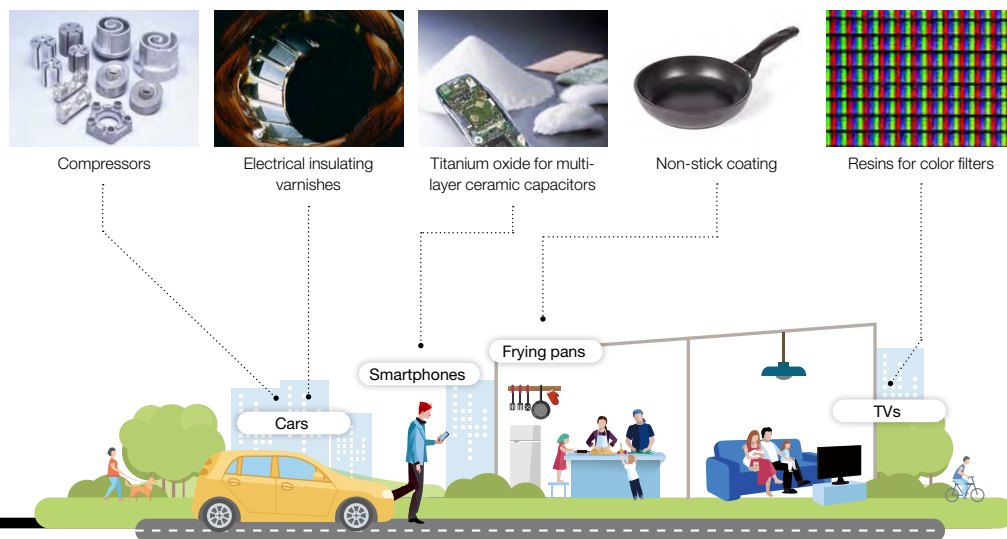 Compressors
Electrical insulating
varnishes
Titanium oxide for multi-
layer ceramic capacitors
Non-stick coating
Resins for color filters
Frying pans
Smartphones
Cars
TVs